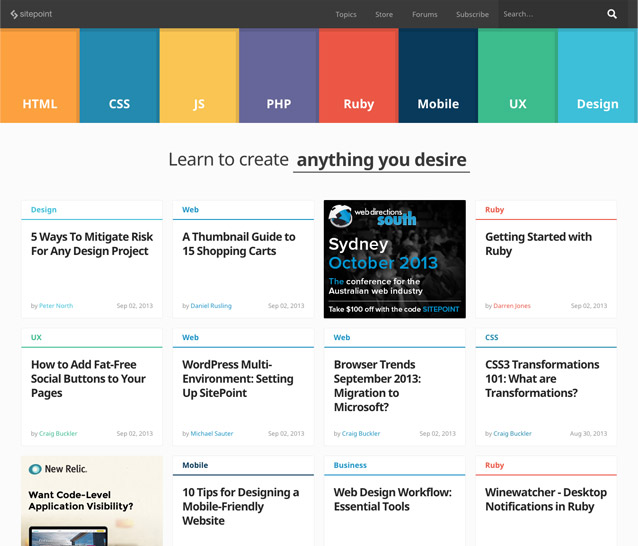 sitepoint
Topics
Store
Forums
Subscribe
Search...
HTML
CSS
JS
PHP
Ruby
Mobile
UX
Design
Learn to create anything you desire
Design
5 Ways To Mitigate Risk
For Any Design Project
by Peter North
Sep 02, 2013
Web
A Thumbnail Guide to
15 Shopping Carts
by Daniel Rusling
Sep 02, 2013
web directions
south
Sydney
October 2013
The conference for the
Australian web industry
Take $100 off with the code SITEPOINT
Ruby
Getting Started with
Ruby
by Darren Jones
Sep 02, 2013
UX
How to Add Fat-Free
Social Buttons to Your
Pages
by Craig Buckler
Sep 02, 2013
Web
WordPress Multi-
Environment: Setting
Up SitePoint
by Michael Sauter
Sep 02, 2013
Web
Browser Trends
September 2013:
Migration to
Microsoft?
by Craig Buckler
Sep 02, 2013
CSS
CSS3 Transformations
101: What are
Transformations?
by Craig Buckler
Aug 30, 2013
New Relic.
Want Code-Level
Application Visibility?
Mobile
10 Tips for Designing a
Mobile-Friendly
Website
Business
Web Design Workflow:
Essential Tools
Ruby
Winewatcher - Desktop
Notifications in Ruby